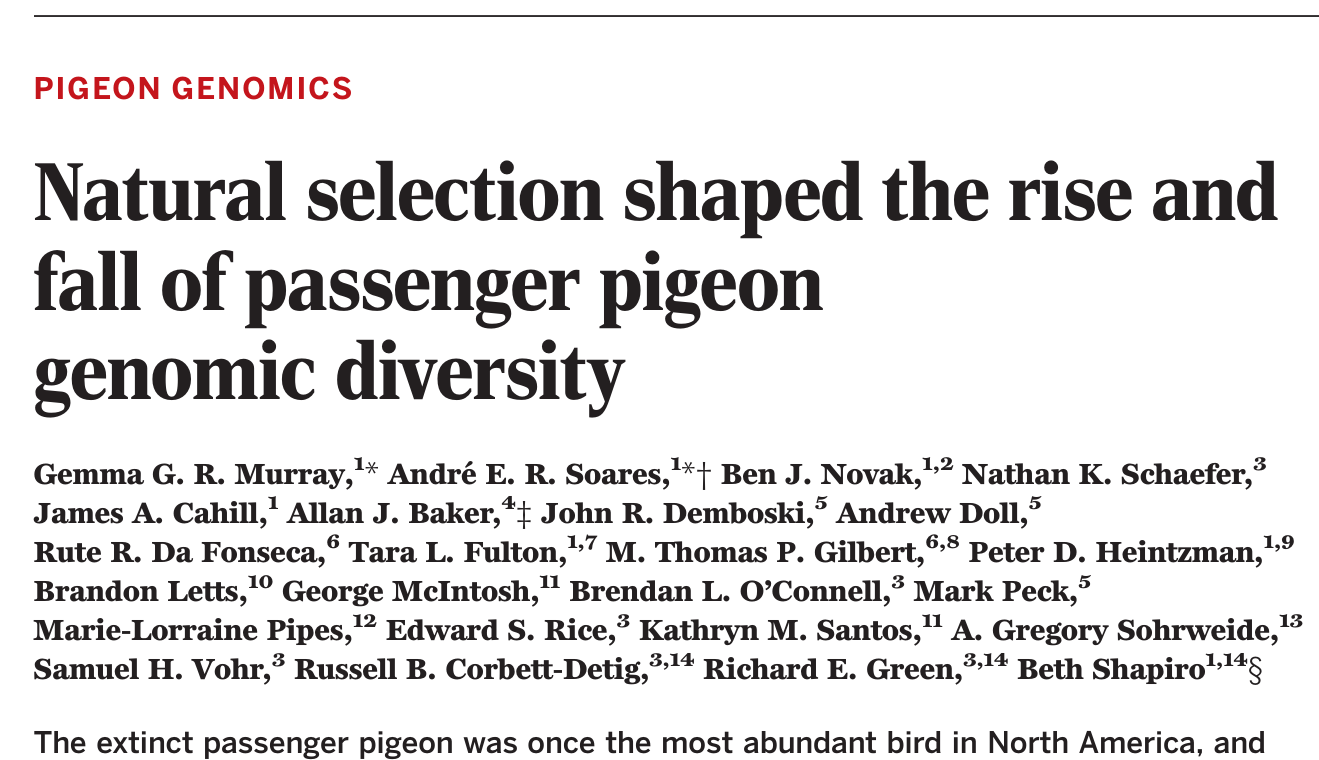 PIGEON GENOMICS
Natural selection shaped the rise and
fall of passenger pigeon
genomic diversity
Gemma G. R. Murray,¹* André E. R. Soares,¹*† Ben J. Novak,¹,² Nathan K. Schaefer,³
James A. Cahill,¹ Allan J. Baker,⁴‡ John R. Demboski,⁵ Andrew Doll,⁵
Rute R. Da Fonseca,⁶ Tara L. Fulton,¹,⁷ M. Thomas P. Gilbert,⁶,⁸ Peter D. Heintzman,¹,⁹
Brandon Letts,¹⁰ George McIntosh,¹¹ Brendan L. O’Connell,³ Mark Peck,⁵
Marie-Lorraine Pipes,¹² Edward S. Rice,³ Kathryn M. Santos,¹¹ A. Gregory Sohrweide,¹³
Samuel H. Vohr,³ Russell B. Corbett-Detig,³,¹⁴ Richard E. Green,³,¹⁴ Beth Shapiro¹,¹⁴§
The extinct passenger pigeon was once the most abundant bird in North America, and